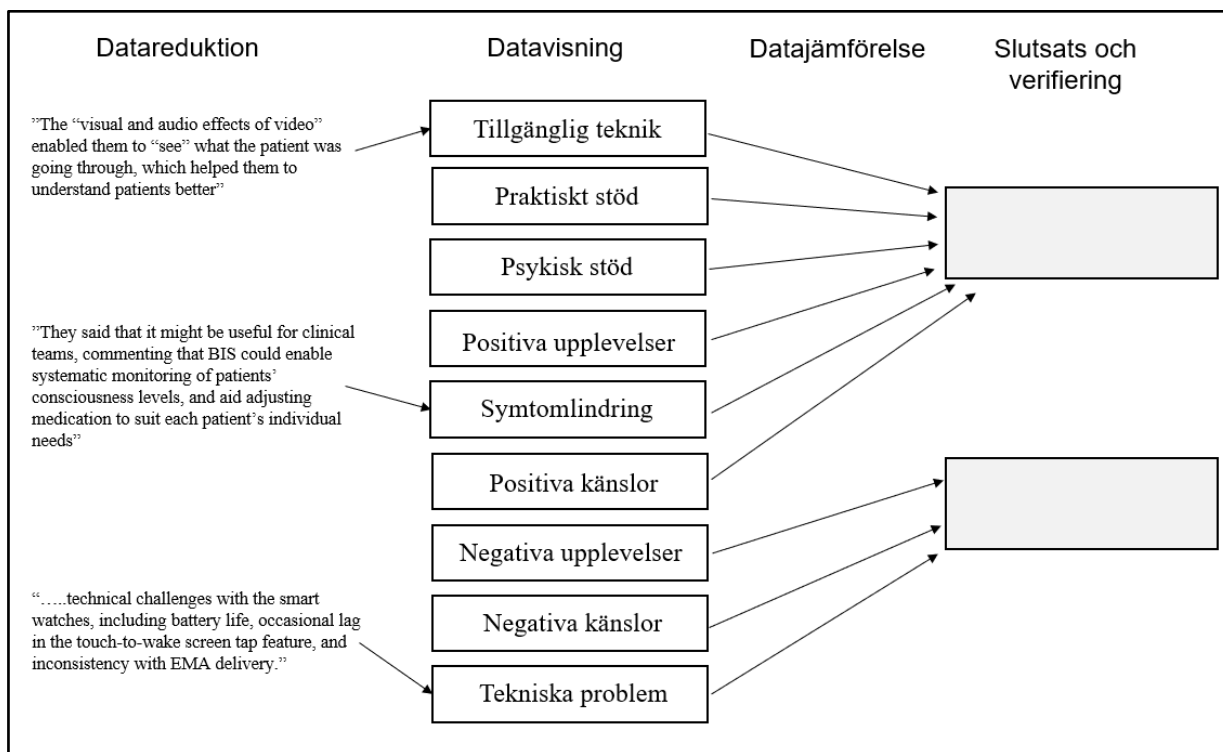 Datareduktion
Datavisning
Datajämförelse
Slutsats och
verifiering
”The “visual and audio effects of video”
enabled them to “see” what the patient was
going through, which helped them to
understand patients better”
”They said that it might be useful for clinical
teams, commenting that BIS could enable
systematic monitoring of patients’
consciousness levels, and aid adjusting
medication to suit each patient’s individual
needs”
“…..technical challenges with the smart
watches, including battery life, occasional lag
in the touch-to-wake screen tap feature, and
inconsistency with EMA delivery.”
Tillgänglig teknik
Praktiskt stöd
Psykisk stöd
Positiva upplevelser
Symtomlindring
Positiva känslor
Negativa upplevelser
Negativa känslor
Tekniska problem